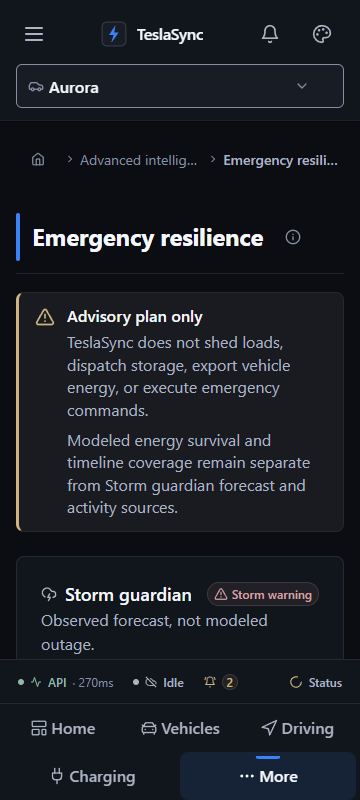 TeslaSync
Aurora
Advanced intellig... Emergency resili...
Emergency resilience
Advisory plan only
TeslaSync does not shed loads,
dispatch storage, export vehicle
energy, or execute emergency
commands.
Modeled energy survival and
timeline coverage remain separate
from Storm guardian forecast and
activity sources.
Storm guardian Storm warning
Observed forecast, not modeled
outage.
API · 270ms Idle 2 Status
Home Vehicles Driving
Charging More